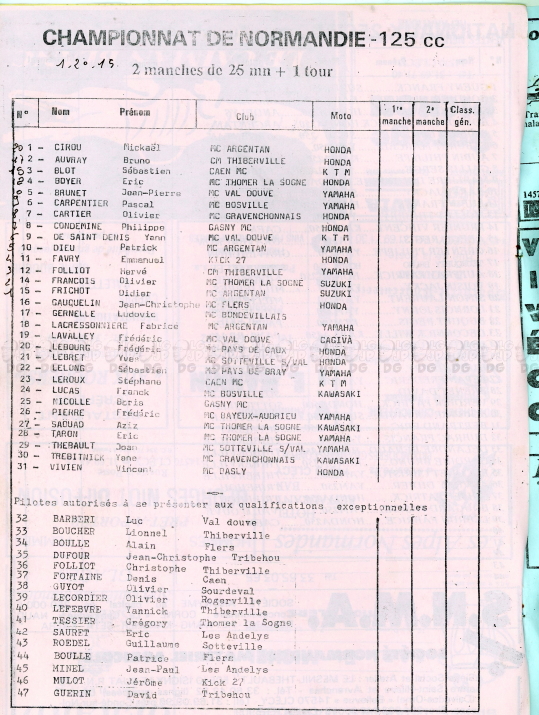 CHAMPIONNAT DE NORMANDIE - 125 cc
1.20.15
2 manches de 25 mn + 1 tour
N° Nom Prénom Club Moto 1re manche 2e manche Class. gén.
1 - CIROU Mickaël MC ARGENTAN HONDA
2 - AUVRAY Bruno CM THIBERVILLE HONDA
3 - BLOT Sébastien CAEN MC K T M
4 - BOYER Eric MC THOMER LA SOGNE HONDA
5 - BRUNET Jean-Pierre MC VAL DOUVE YAMAHA
6 - CARPENTIER Pascal MC BOSVILLE YAMAHA
7 - CARTIER Olivier MC GRAVENCHONNAIS HONDA
8 - CONDEMINE Philippe GASNY MC HONDA
9 - DE SAINT DENIS Yann MC VAL DOUVE K T M
10 - DIEU Patrick MC ARGENTAN YAMAHA
11 - FAVRY Emmanuel KICK 27 HONDA
12 - FOLLIOT Hervé CM THIBERVILLE YAMAHA
14 - FRANCOIS Olivier MC THOMER LA SOGNE SUZUKI
15 - FRICHOT Didier MC ARGENTAN SUZUKI
16 - GAUQUELIN Jean-Christophe MC FLERS HONDA
17 - GERNELLE Ludovic MC BONDEVILLAIS
18 - LACRESSONNIERE Fabrice MC ARGENTAN YAMAHA
19 - LAVALLEY Frédéric MC VAL DOUVE CAGIVA
20 - LEBOURG Frédéric MC PAYS DE CAUX HONDA
21 - LEBRET Yves MC SOTTEVILLE S/VAL HONDA
22 - LELONG Sébastien MC PAYS DE BRAY YAMAHA
23 - LEROUX Stéphane CAEN MC K T M
24 - LUCAS Franck MC BOSVILLE KAWASAKI
25 - NICOLLE Boris GASNY MC
26 - PIERRE Frédéric MC BAYEUX-AUDRIEU YAMAHA
27 - SAOUAD Aziz MC THOMER LA SOGNE KAWASAKI
28 - TARON Eric MC THOMER LA SOGNE YAMAHA
29 - THEBAULT Jean MC SOTTEVILLE S/VAL YAMAHA
30 - TREBITNICK Yane MC GRAVENCHONNAIS KAWASAKI
31 - VIVIEN Vincent MC DASLY HONDA
Pilotes autorisés à se présenter aux qualifications exceptionnelles
32 BARBERI Luc Val douve
33 BOUCHER Lionnel Thiberville
34 BOULLE Alain Flers
35 DUFOUR Jean-Christophe Tribehou
36 FOLLIOT Christophe Thiberville
37 FONTAINE Denis Caen
38 GUYOT Olivier Sourdeval
39 LECORDIER Olivier Rogerville
40 LEFEBVRE Yannick Thiberville
41 TESSIER Grégory Thomer la Sogne
42 SAURET Eric Les Andelys
43 ROEDEL Guillaume Sotteville
44 BOULLE Patrice Flers
45 MINEL Jean-Paul Les Andelys
46 MULOT Jérôme Kick 27
47 GUERIN David Tribehou